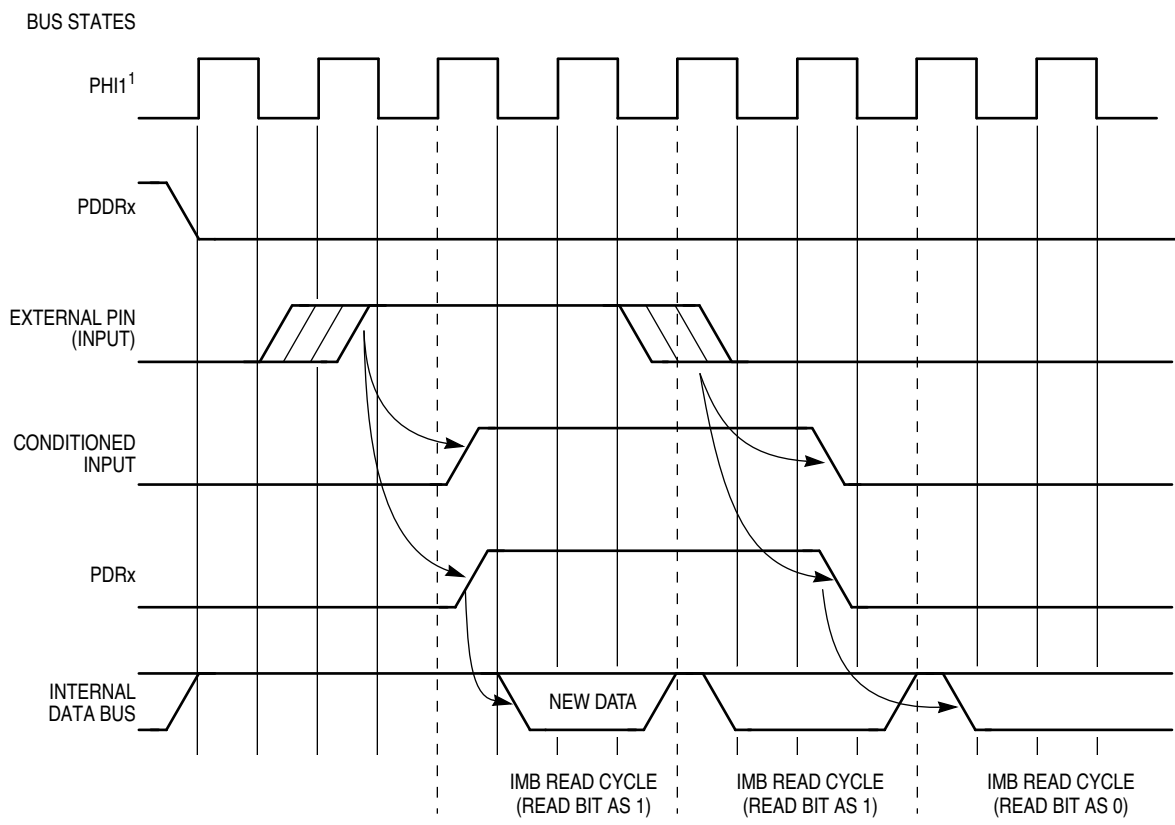 BUS STATES
PHI1¹
PDDRx
EXTERNAL PIN
(INPUT)
CONDITIONED
INPUT
PDRx
INTERNAL
DATA BUS
NEW DATA
IMB READ CYCLE
(READ BIT AS 1)
IMB READ CYCLE
(READ BIT AS 1)
IMB READ CYCLE
(READ BIT AS 0)